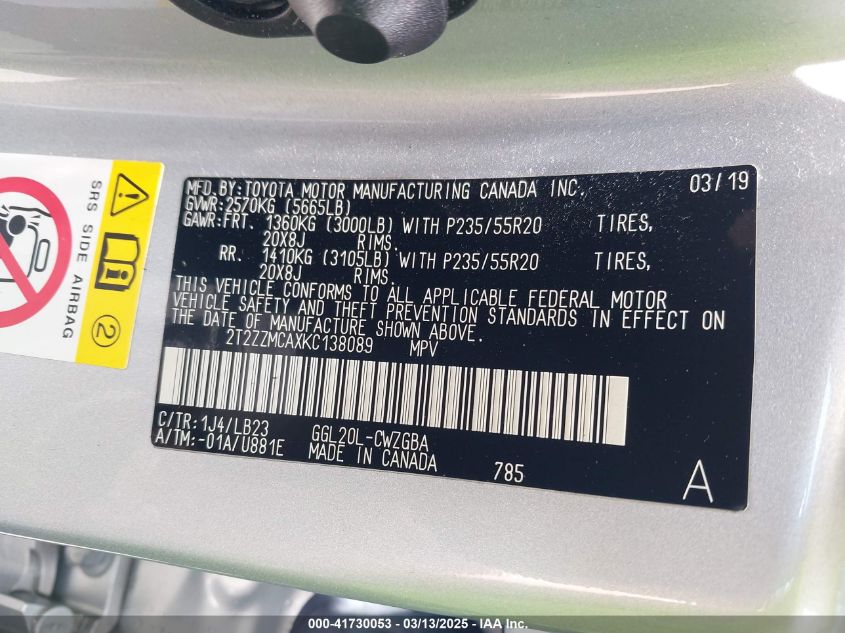 MFD.BY:TOYOTA MOTOR MANUFACTURING CANADA INC. 03/19
GVWR:2570KG (5665LB)
GAWR:FRT. 1360KG (3000LB) WITH P235/55R20 TIRES,
20X8J RIMS.
RR. 1410KG (3105LB) WITH P235/55R20 TIRES,
20X8J RIMS.
THIS VEHICLE CONFORMS TO ALL APPLICABLE FEDERAL MOTOR
VEHICLE SAFETY AND THEFT PREVENTION STANDARDS IN EFFECT ON
THE DATE OF MANUFACTURE SHOWN ABOVE.
2T2ZZMCAXKC138089 MPV
C/TR:1J4/LB23 GGL20L-CWZGBA
A/TM:-01A/U881E MADE IN CANADA 785 A
SRS SIDE AIRBAG
2
000-41730053 - 03/13/2025 - IAA Inc.